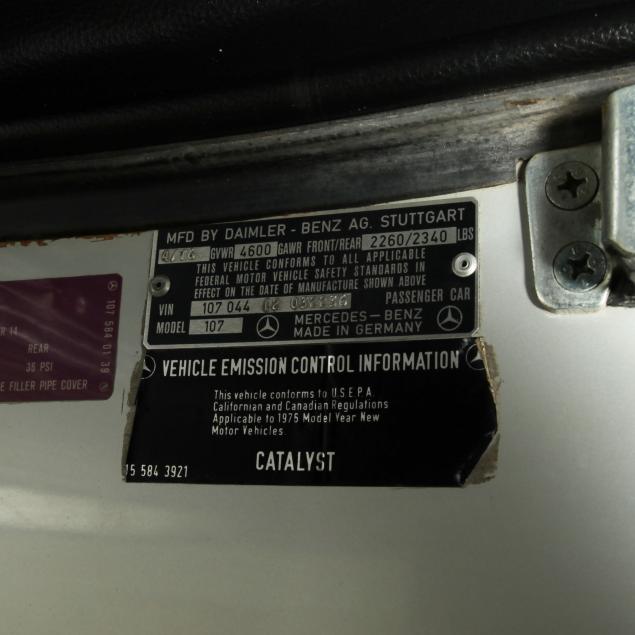 MFD BY DAIMLER - BENZ AG. STUTTGART
GVWR 4600 GAWR FRONT/REAR 2260/2340 LBS
THIS VEHICLE CONFORMS TO ALL APPLICABLE
FEDERAL MOTOR VEHICLE SAFETY STANDARDS IN
EFFECT ON THE DATE OF MANUFACTURE SHOWN ABOVE
VIN 107 044 PASSENGER CAR
MODEL 107 MERCEDES-BENZ
MADE IN GERMANY
VEHICLE EMISSION CONTROL INFORMATION
This vehicle conforms to U.S.E.P.A.
Californian and Canadian Regulations
Applicable to 1975 Model Year New
Motor Vehicles.
CATALYST
15 584 3921
R 14
REAR
36 PSI
E FILLER PIPE COVER
107 584 01 39